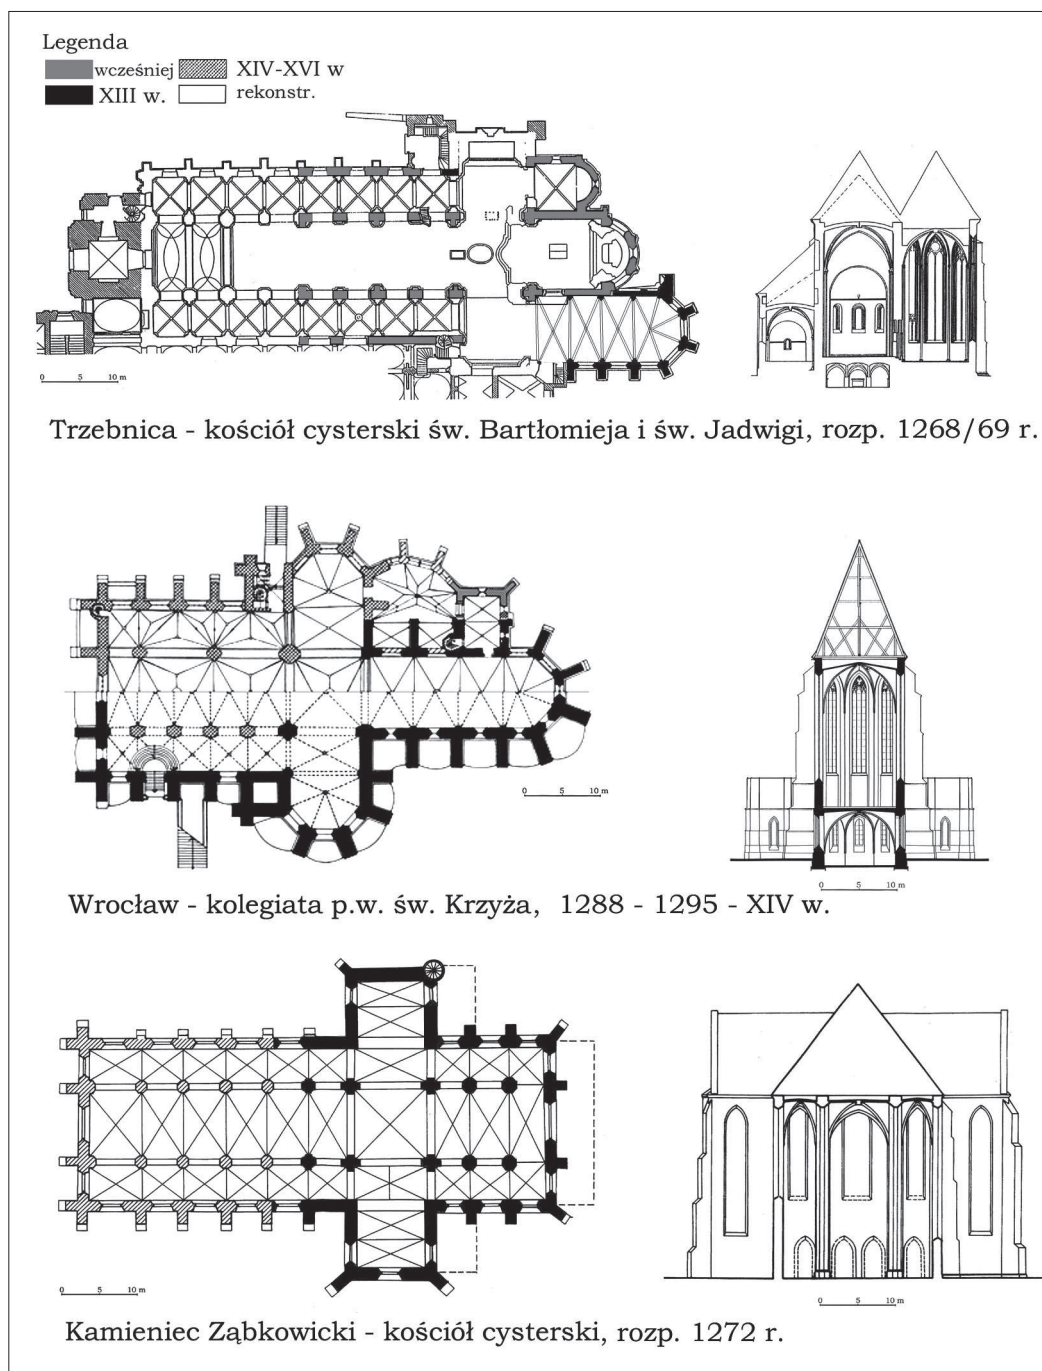 Legenda
wcześniej XIV-XVI w
XIII w. rekonstr.
0 5 10 m
Trzebnica - kościół cysterski św. Bartłomieja i św. Jadwigi, rozp. 1268/69 r.
0 5 10 m
0 5 10 m
Wrocław - kolegiata p.w. św. Krzyża, 1288 - 1295 - XIV w.
0 5 10 m
0 5 10 m
Kamieniec Ząbkowicki - kościół cysterski, rozp. 1272 r.